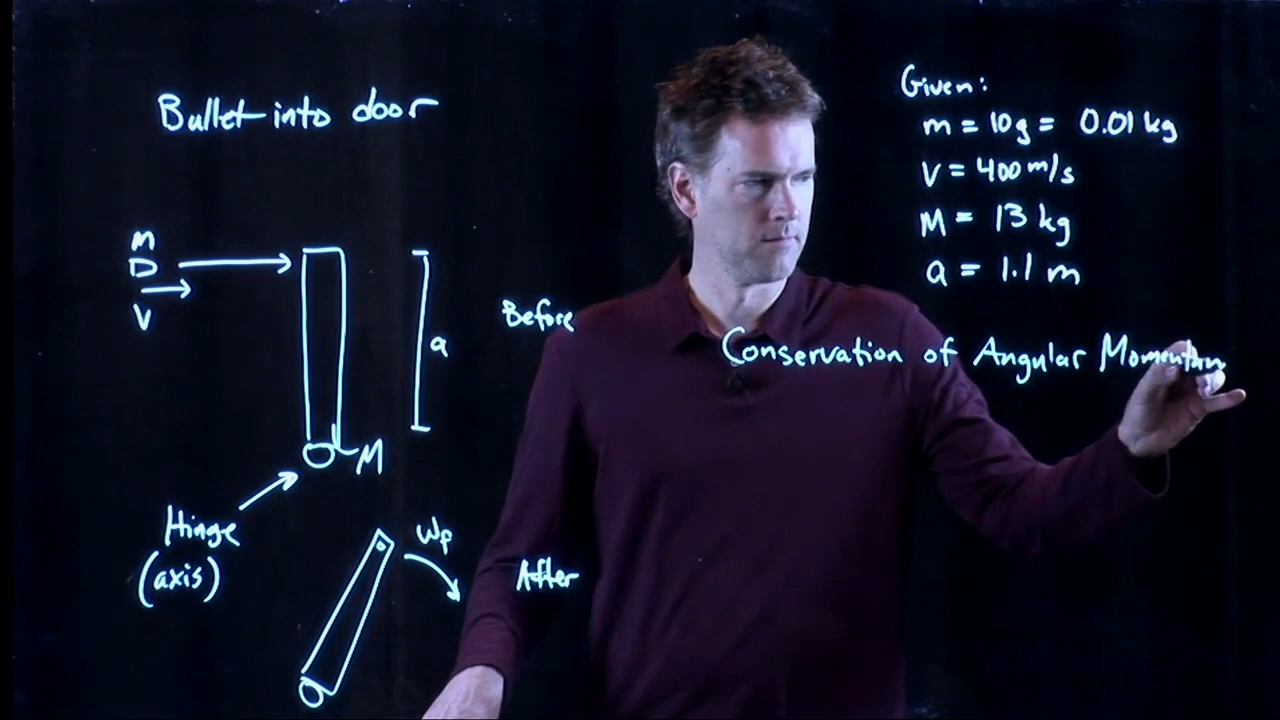 Bullet into door
Given:
m = 10g = 0.01 kg
v = 400 m/s
M = 13 kg
a = 1.1 m
m
v
a
Before
Conservation of Angular Momentum
M
Hinge
(axis)
ωf
After